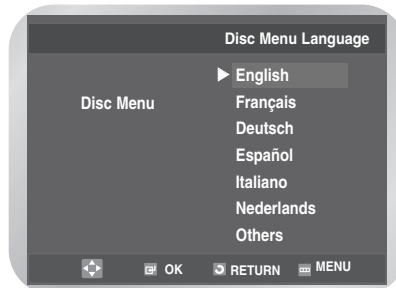 Disc Menu Language
English
Disc Menu Français
Deutsch
Español
Italiano
Nederlands
Others
OK RETURN MENU